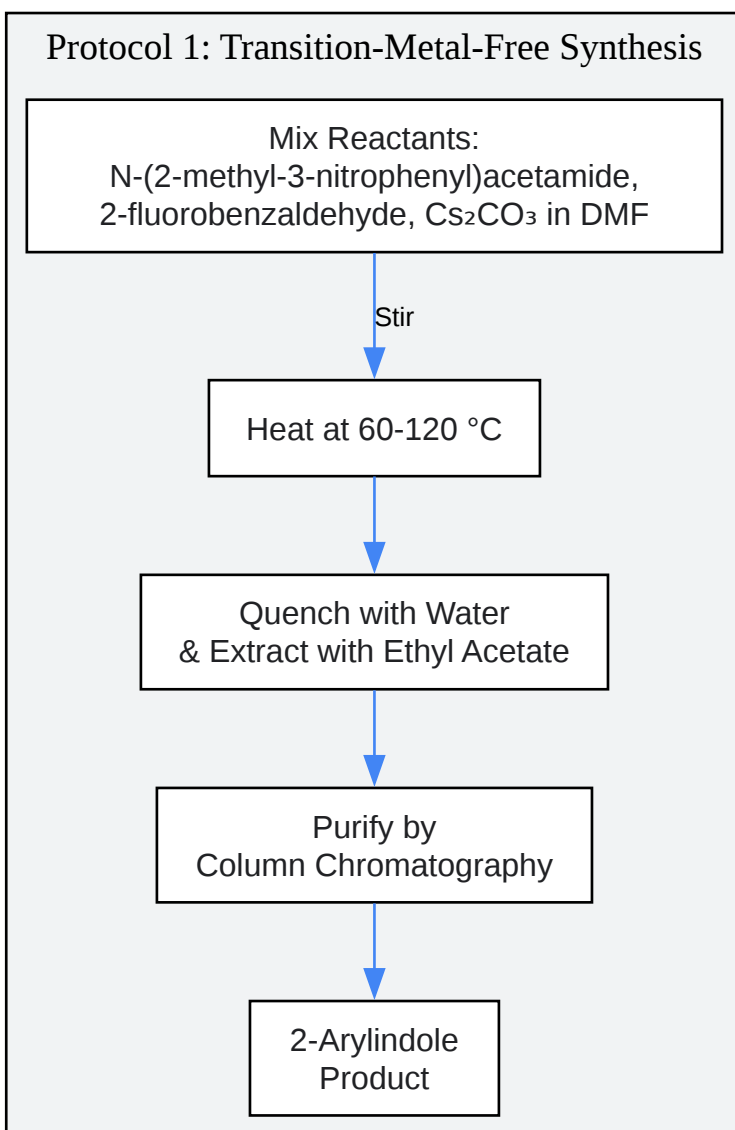 Protocol 1: Transition-Metal-Free Synthesis
Mix Reactants:
N-(2-methyl-3-nitrophenyl)acetamide,
2-fluorobenzaldehyde, Cs₂CO₃ in DMF
Stir
Heat at 60-120 °C
Quench with Water
& Extract with Ethyl Acetate
Purify by
Column Chromatography
2-Arylindole
Product